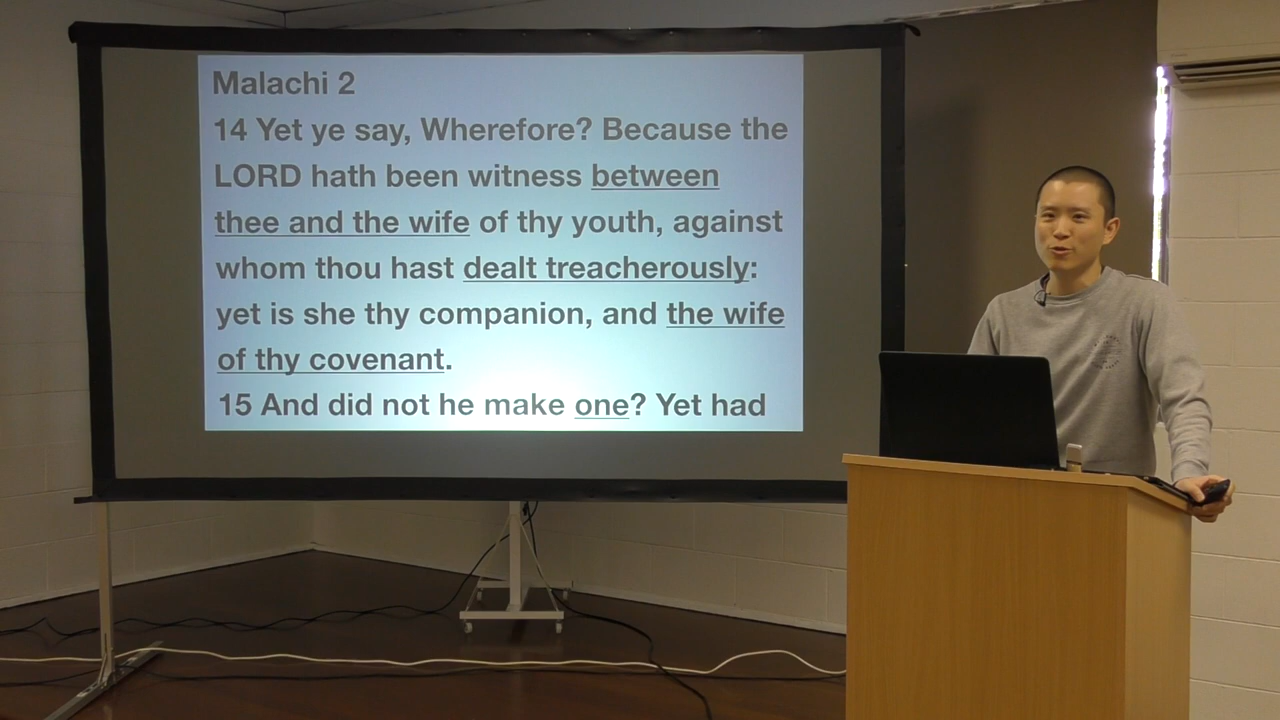 Malachi 2
14 Yet ye say, Wherefore? Because the
LORD hath been witness between
thee and the wife of thy youth, against
whom thou hast dealt treacherously:
yet is she thy companion, and the wife
of thy covenant.
15 And did not he make one? Yet had